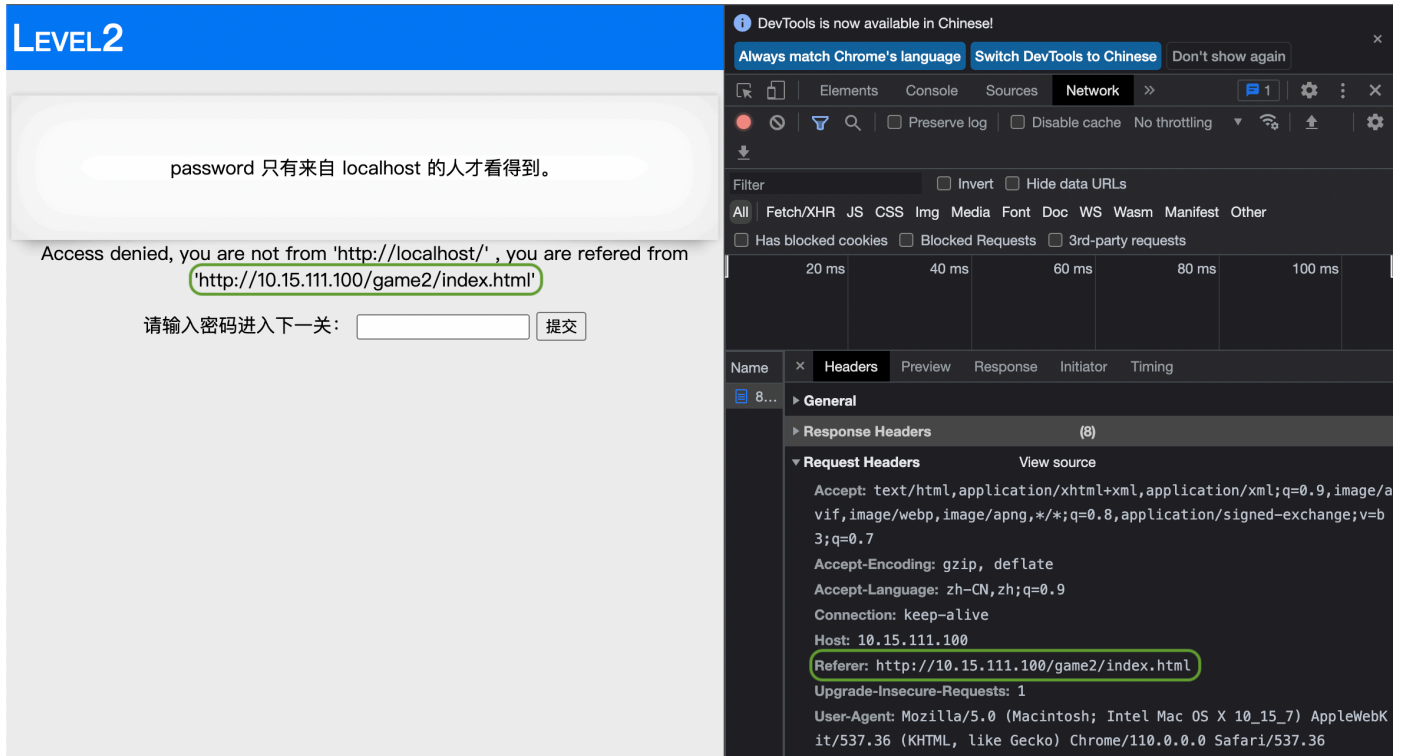 LEVEL2
password 只有来自 localhost 的人才看得到。
Access denied, you are not from 'http://localhost/' , you are refered from
'http://10.15.111.100/game2/index.html'
请输入密码进入下一关：
提交
DevTools is now available in Chinese!
Always match Chrome's language Switch DevTools to Chinese Don't show again
Elements Console Sources Network 1
Preserve log Disable cache No throttling
Filter Invert Hide data URLs
All Fetch/XHR JS CSS Img Media Font Doc WS Wasm Manifest Other
Has blocked cookies Blocked Requests 3rd-party requests
20 ms 40 ms 60 ms 80 ms 100 ms
Name × Headers Preview Response Initiator Timing
8...
General
Response Headers (8)
Request Headers View source
Accept: text/html,application/xhtml+xml,application/xml;q=0.9,image/a
vif,image/webp,image/apng,*/*;q=0.8,application/signed-exchange;v=b
3;q=0.7
Accept-Encoding: gzip, deflate
Accept-Language: zh-CN,zh;q=0.9
Connection: keep-alive
Host: 10.15.111.100
Referer: http://10.15.111.100/game2/index.html
Upgrade-Insecure-Requests: 1
User-Agent: Mozilla/5.0 (Macintosh; Intel Mac OS X 10_15_7) AppleWebK
it/537.36 (KHTML, like Gecko) Chrome/110.0.0.0 Safari/537.36